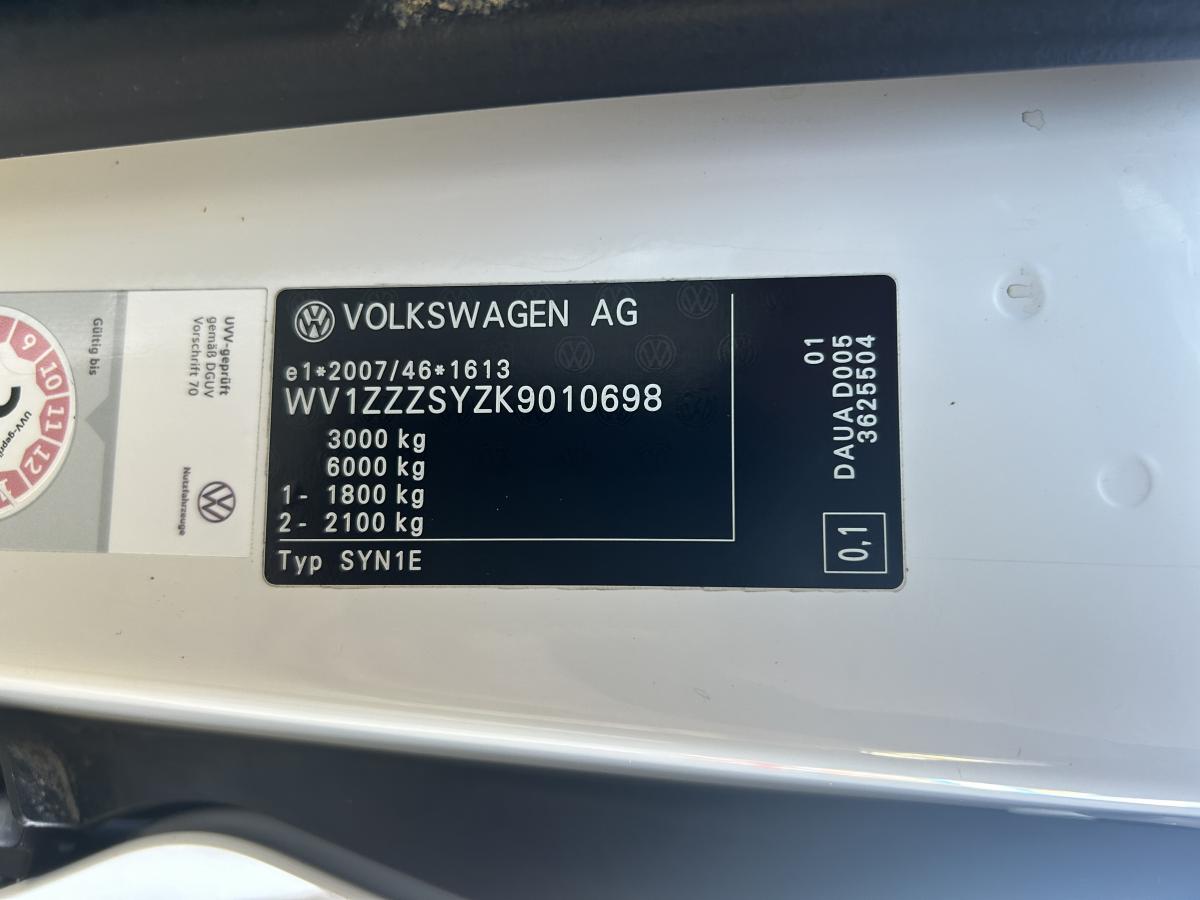 VOLKSWAGEN AG
e1*2007/46*1613
WV1ZZZSYZK9010698
3000 kg
6000 kg
1- 1800 kg
2- 2100 kg
Typ SYN1E
01
DAUA D005
3625504
0,1
UVV-geprüft
gemäß DGUV
Vorschrift 70
Nutzfahrzeuge
Gültig bis
9
10
11
12